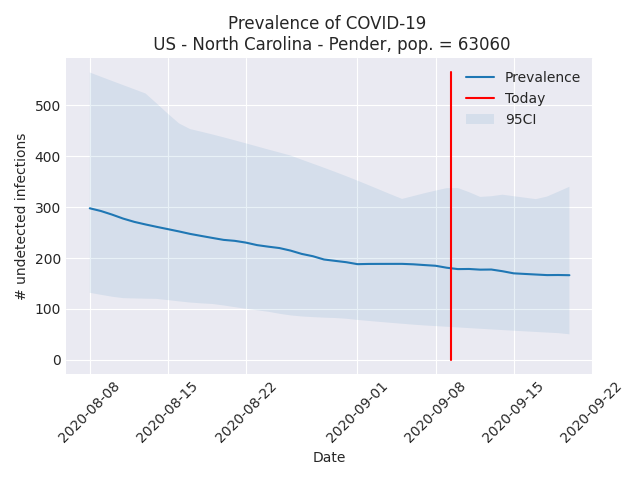 Prevalence of COVID-19
US - North Carolina - Pender, pop. = 63060
Prevalence
Today
95CI
500
400
300
200
100
0
# undetected infections
2020-08-08
2020-08-15
2020-08-22
2020-09-01
2020-09-08
2020-09-15
2020-09-22
Date